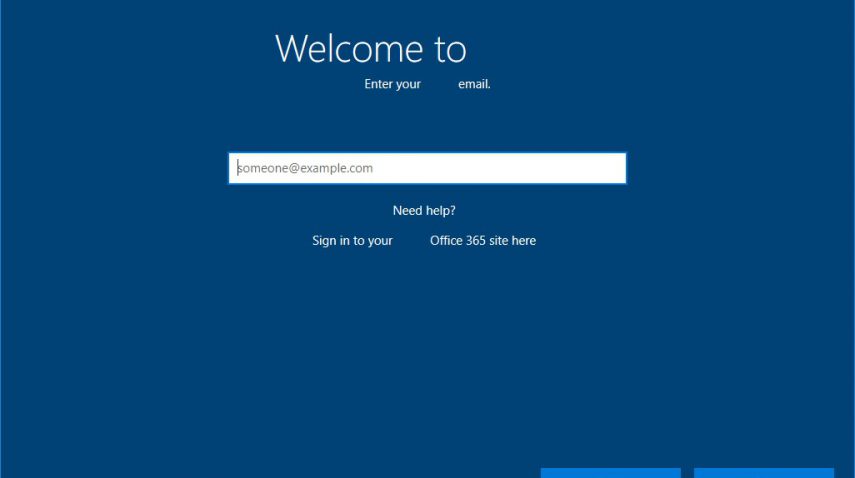 Welcome to
Enter your email.
someone@example.com
Need help?
Sign in to your Office 365 site here